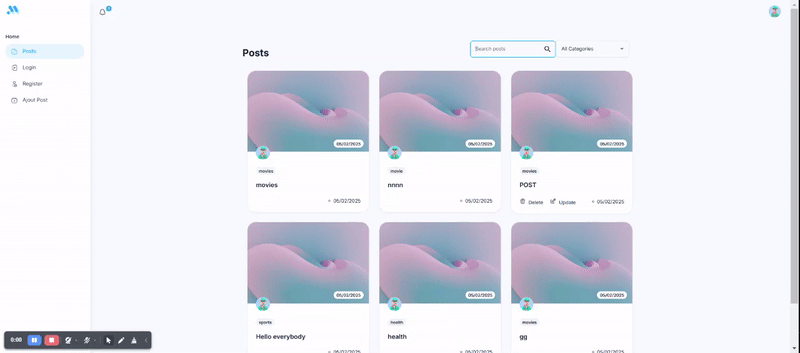 2
Home
Posts
Login
Register
Ajout Post
Posts
Search posts
All Categories
05/02/2025
05/02/2025
05/02/2025
movies
movie
movies
movies
nnnn
POST
05/02/2025
05/02/2025
Delete
Update
05/02/2025
05/02/2025
05/02/2025
05/02/2025
sports
health
movies
Hello everybody
health
gg
05/02/2025
05/02/2025
05/02/2025
0:00